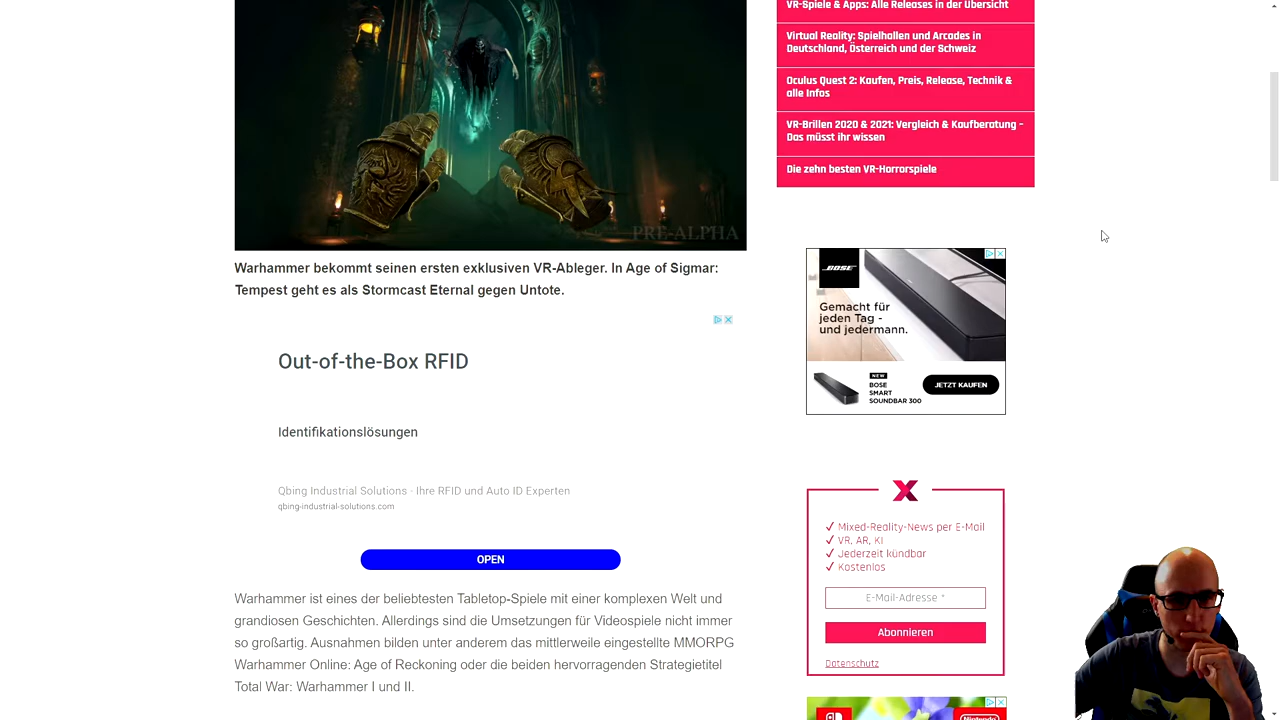 PRE-ALPHA
Warhammer bekommt seinen ersten exklusiven VR-Ableger. In Age of Sigmar:
Tempest geht es als Stormcast Eternal gegen Untote.
Out-of-the-Box RFID
Identifikationslösungen
Qbing Industrial Solutions · Ihre RFID und Auto ID Experten
qbing-industrial-solutions.com
OPEN
Warhammer ist eines der beliebtesten Tabletop-Spiele mit einer komplexen Welt und
grandiosen Geschichten. Allerdings sind die Umsetzungen für Videospiele nicht immer
so großartig. Ausnahmen bilden unter anderem das mittlerweile eingestellte MMORPG
Warhammer Online: Age of Reckoning oder die beiden hervorragenden Strategietitel
Total War: Warhammer I und II.
VR-Spiele & Apps: Alle Releases in der Übersicht
Virtual Reality: Spielhallen und Arcades in
Deutschland, Österreich und der Schweiz
Oculus Quest 2: Kaufen, Preis, Release, Technik &
alle Infos
VR-Brillen 2020 & 2021: Vergleich & Kaufberatung –
Das müsst ihr wissen
Die zehn besten VR-Horrorspiele
BOSE
Gemacht für
jeden Tag -
und jedermann.
NEW
BOSE
SMART
SOUNDBAR 300
JETZT KAUFEN
X
✓ Mixed-Reality-News per E-Mail
✓ VR, AR, KI
✓ Jederzeit kündbar
✓ Kostenlos
E-Mail-Adresse *
Abonnieren
Datenschutz
Nintendo